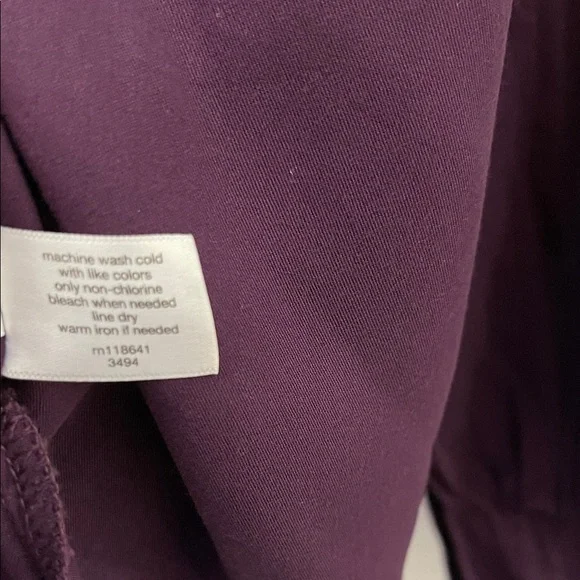 machine wash cold
with like colors
only non-chlorine
bleach when needed
line dry
warm iron if needed
rn118641
3494